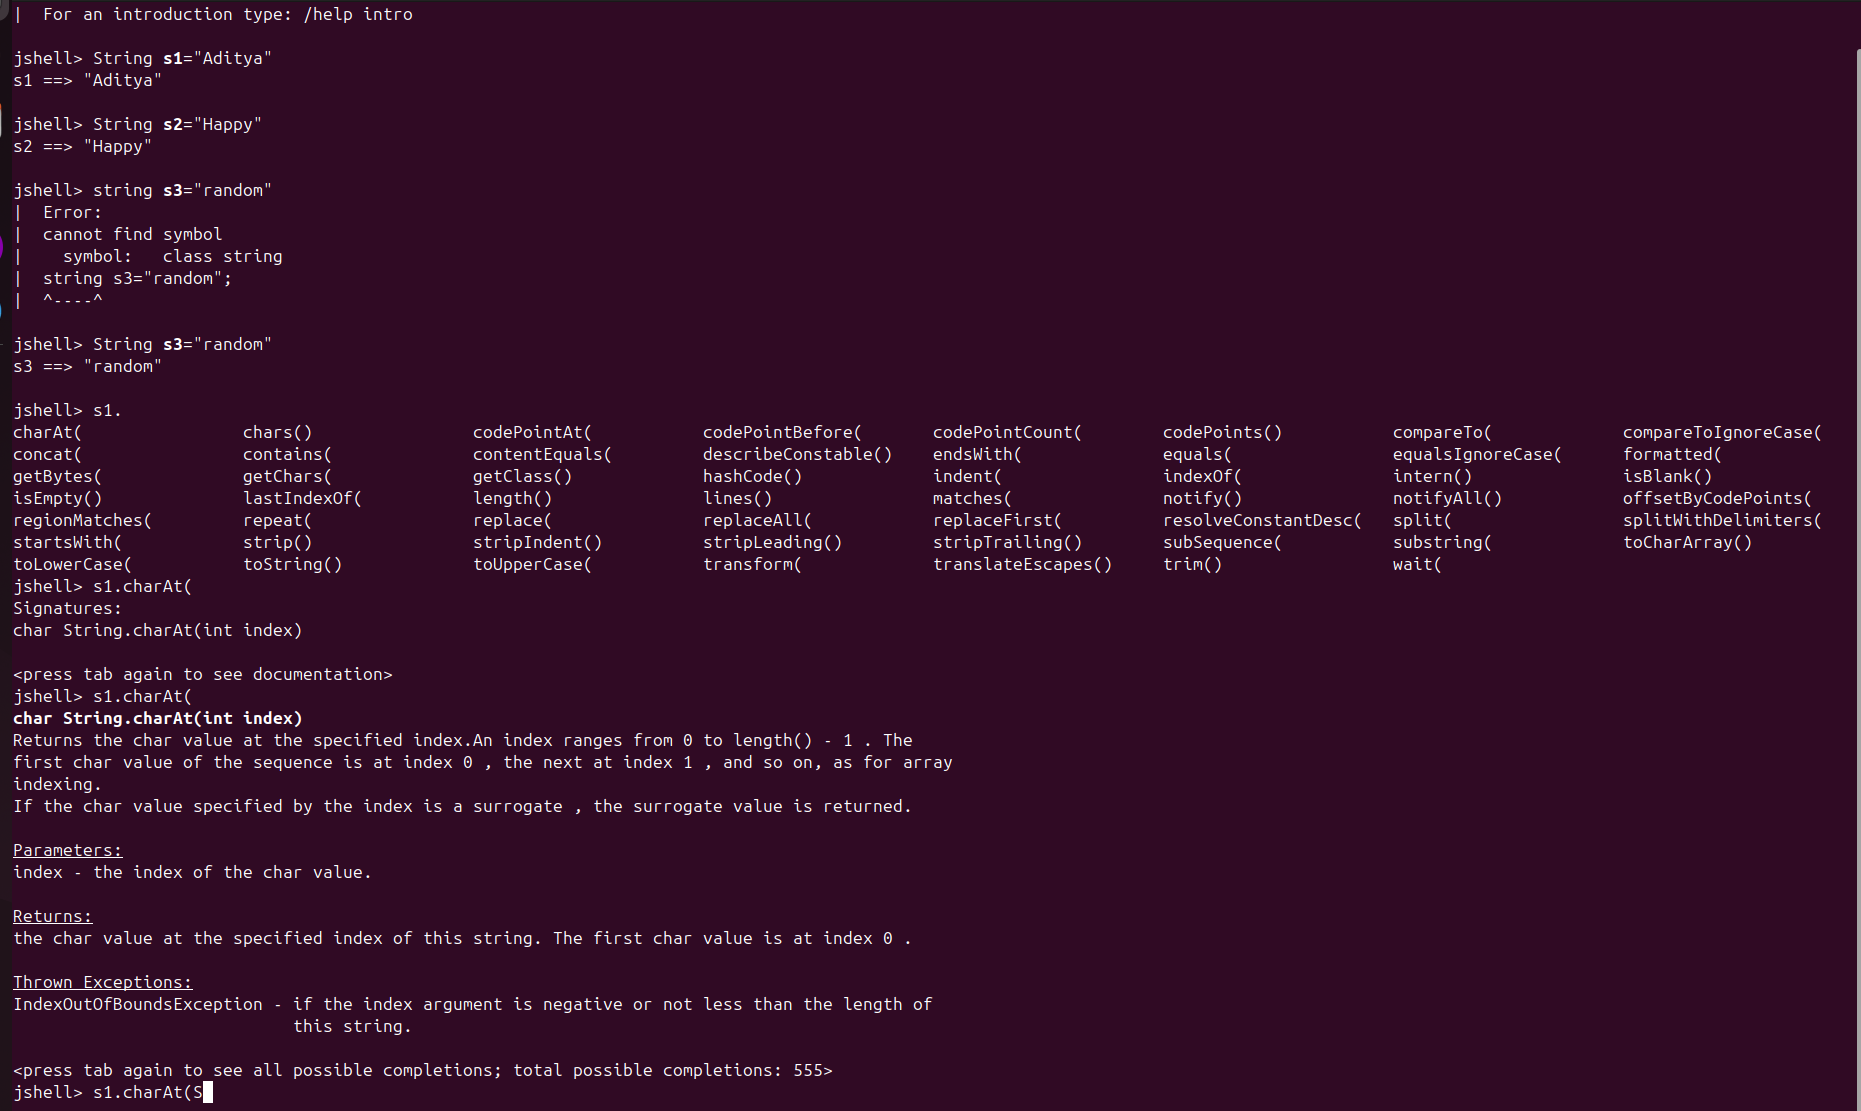 |  For an introduction type: /help intro
jshell> String s1="Aditya"
s1 ==> "Aditya"
jshell> String s2="Happy"
s2 ==> "Happy"
jshell> string s3="random"
|  Error:
|  cannot find symbol
|    symbol:   class string
|  string s3="random";
|  ^----^
jshell> String s3="random"
s3 ==> "random"
jshell> s1.
charAt(                chars()                codePointAt(           codePointBefore(       codePointCount(        codePoints()           compareTo(             compareToIgnoreCase(
concat(                contains(              contentEquals(         describeConstable()    endsWith(              equals(                equalsIgnoreCase(      formatted(
getBytes(              getChars(              getClass()             hashCode()             indent(                indexOf(               intern()               isBlank()
isEmpty()              lastIndexOf(           length()               lines()                matches(               notify()               notifyAll()            offsetByCodePoints(
regionMatches(         repeat(                replace(               replaceAll(            replaceFirst(          resolveConstantDesc(   split(                 splitWithDelimiters(
startsWith(            strip()                stripIndent()          stripLeading()         stripTrailing()        subSequence(           substring(             toCharArray()
toLowerCase(           toString()             toUpperCase(           transform(             translateEscapes()     trim()                 wait(
jshell> s1.charAt(
Signatures:
char String.charAt(int index)
<press tab again to see documentation>
jshell> s1.charAt(
char String.charAt(int index)
Returns the char value at the specified index.An index ranges from 0 to length() - 1 . The
first char value of the sequence is at index 0 , the next at index 1 , and so on, as for array
indexing.
If the char value specified by the index is a surrogate , the surrogate value is returned.
Parameters:
index - the index of the char value.
Returns:
the char value at the specified index of this string. The first char value is at index 0 .
Thrown Exceptions:
IndexOutOfBoundsException - if the index argument is negative or not less than the length of
                            this string.
<press tab again to see all possible completions; total possible completions: 555>
jshell> s1.charAt(S